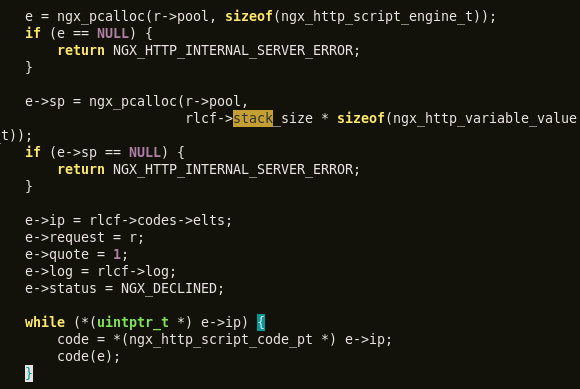 e = ngx_pcalloc(r->pool, sizeof(ngx_http_script_engine_t));
if (e == NULL) {
return NGX_HTTP_INTERNAL_SERVER_ERROR;
}
e->sp = ngx_pcalloc(r->pool,
rlcf->stack_size * sizeof(ngx_http_variable_value
_t));
if (e->sp == NULL) {
return NGX_HTTP_INTERNAL_SERVER_ERROR;
}
e->ip = rlcf->codes->elts;
e->request = r;
e->quote = 1;
e->log = rlcf->log;
e->status = NGX_DECLINED;
while (*(uintptr_t *) e->ip) {
code = *(ngx_http_script_code_pt *) e->ip;
code(e);
}